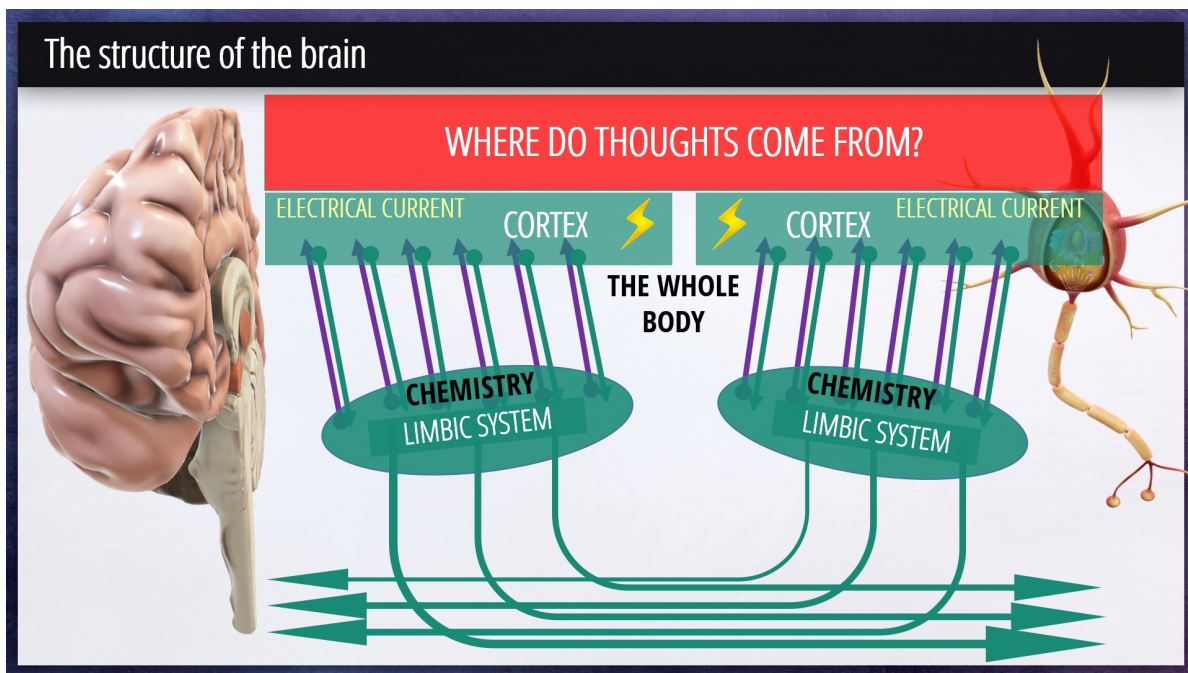 The structure of the brain
WHERE DO THOUGHTS COME FROM?
ELECTRICAL CURRENT
CORTEX
CORTEX
ELECTRICAL CURRENT
THE WHOLE
BODY
CHEMISTRY
LIMBIC SYSTEM
CHEMISTRY
LIMBIC SYSTEM